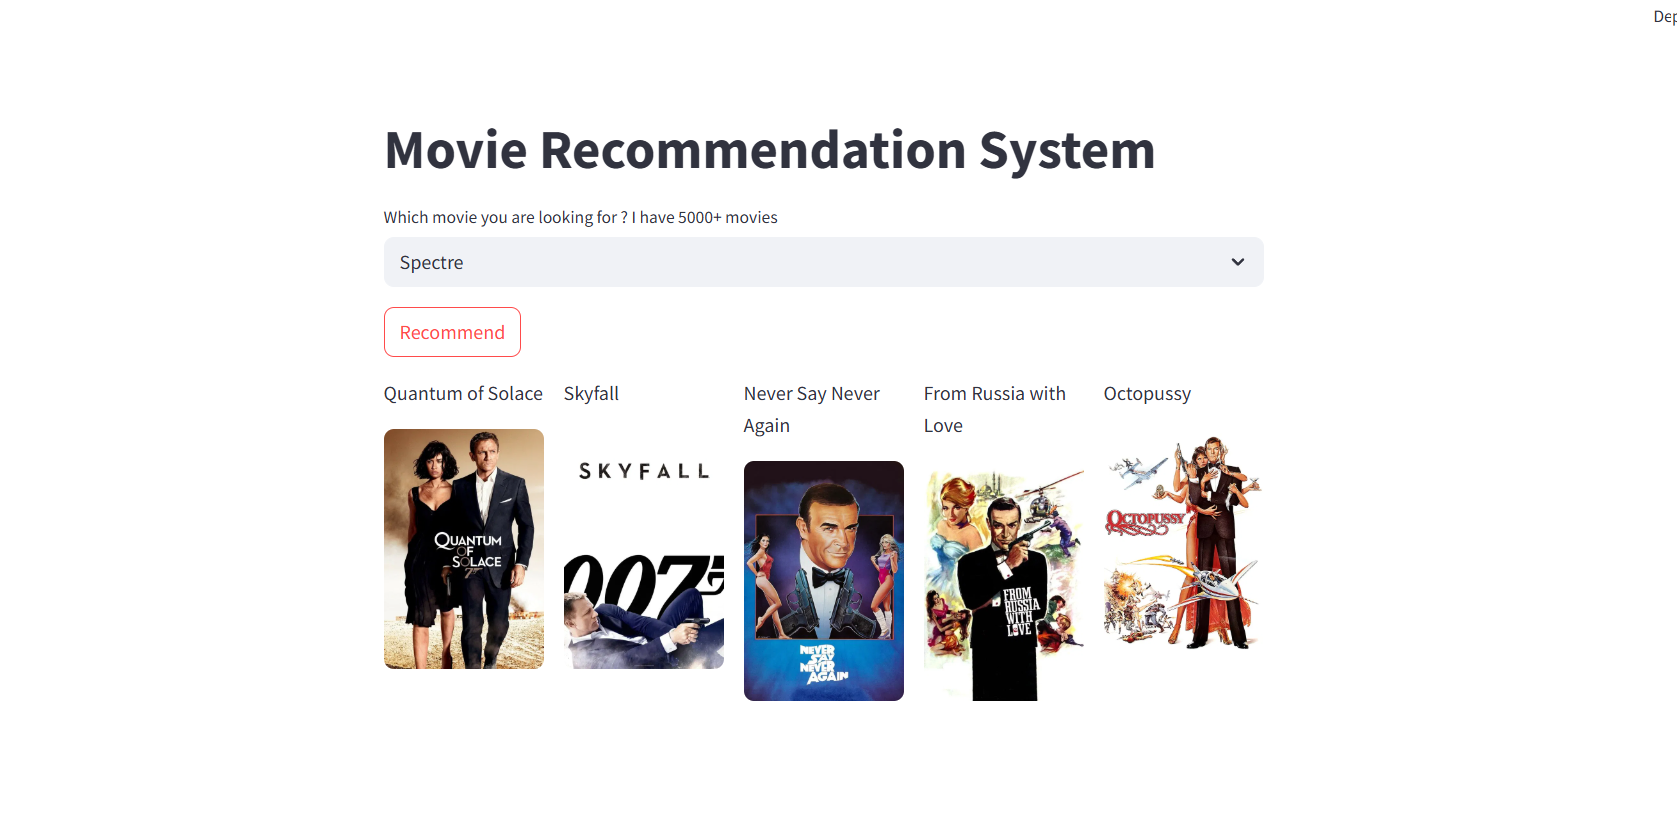 Dep
Movie Recommendation System
Which movie you are looking for ? I have 5000+ movies
Spectre
Recommend
Quantum of Solace
Skyfall
Never Say Never
Again
From Russia with
Love
Octopussy
QUANTUM
OF
SOLACE
007
SKYFALL
007
NEVER
SAY
NEVER
AGAIN
FROM
RUSSIA
WITH
LOVE
OCTOPUSSY